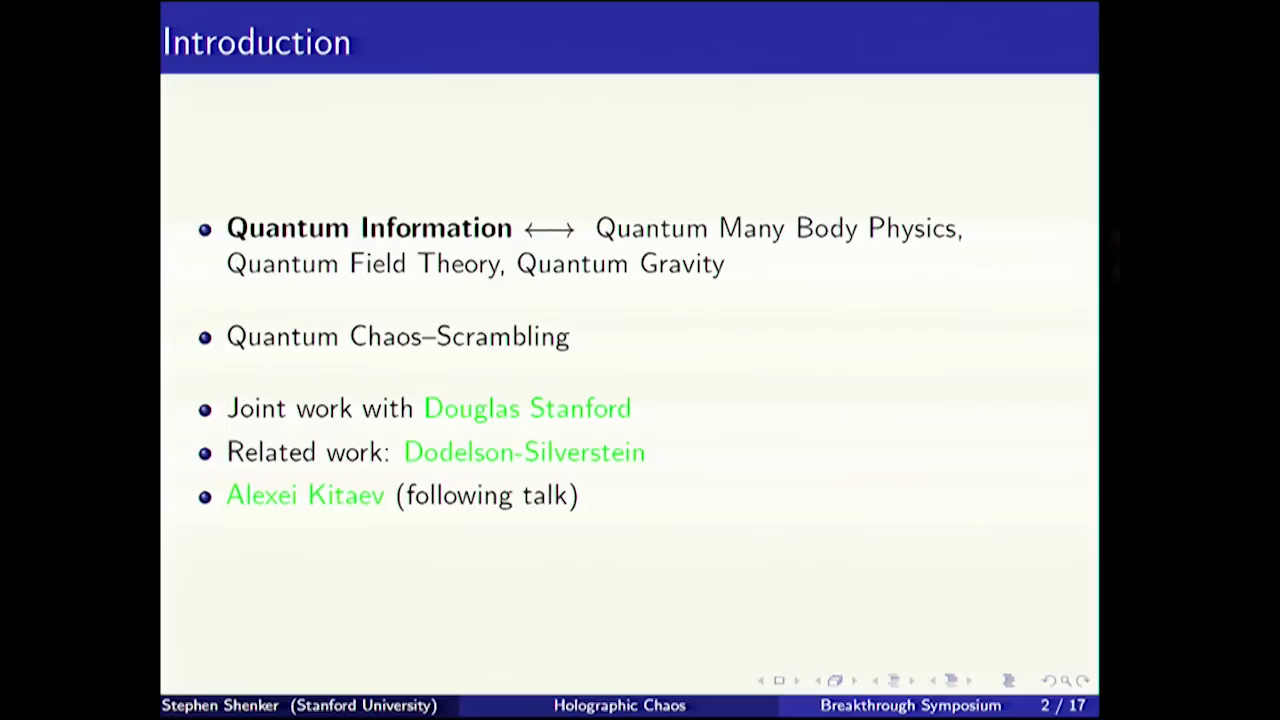 Introduction
Quantum Information ⟷ Quantum Many Body Physics,
Quantum Field Theory, Quantum Gravity
Quantum Chaos–Scrambling
Joint work with Douglas Stanford
Related work: Dodelson-Silverstein
Alexei Kitaev (following talk)
Stephen Shenker (Stanford University) Holographic Chaos Breakthrough Symposium 2 / 17